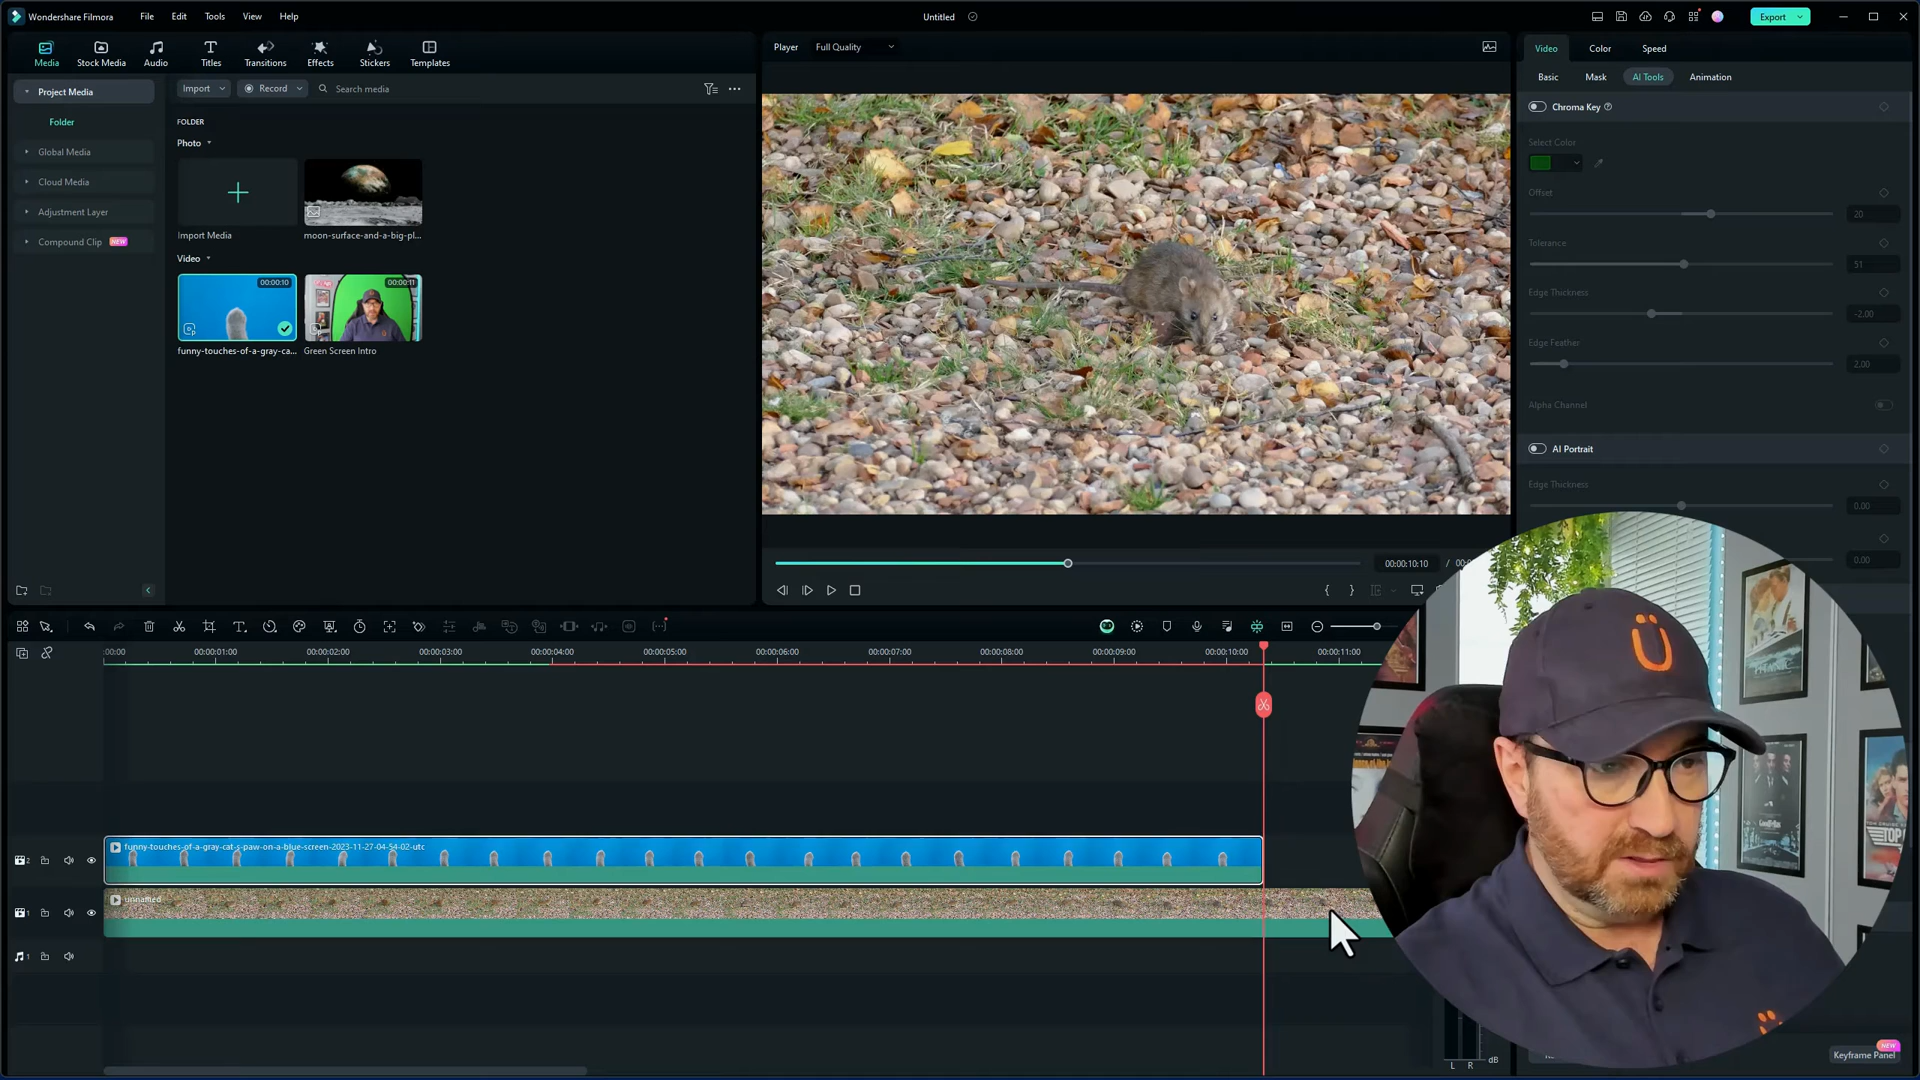 Wondershare Filmora
File
Edit
Tools
View
Help
Untitled
Export
Media
Stock Media
Audio
Titles
Transitions
Effects
Stickers
Templates
Player
Full Quality
Video
Color
Speed
Basic
Mask
AI Tools
Animation
Project Media
Folder
Global Media
Cloud Media
Adjustment Layer
Compound Clip
NEW
Import
Record
Search media
FOLDER
Photo
Import Media
moon-surface-and-a-big-pl...
Video
00:00:10
00:00:11
funny-touches-of-a-gray-ca...
Green Screen Intro
Chroma Key
Select Color
Offset
20
Tolerance
51
Edge Thickness
-2.00
Edge Feather
2.00
Alpha Channel
AI Portrait
Edge Thickness
0.00
0.00
00:00:10:10
/
:00:00
00:00:01:00
00:00:02:00
00:00:03:00
00:00:04:00
00:00:05:00
00:00:06:00
00:00:07:00
00:00:08:00
00:00:09:00
00:00:10:00
00:00:11:00
funny-touches-of-a-gray-cat-s-paw-on-a-blue-screen-2023-11-27-04-54-02-utc
2
unnamed
1
1
Ü
TITANIC
TOP
L
R
dB
NEW
Keyframe Panel